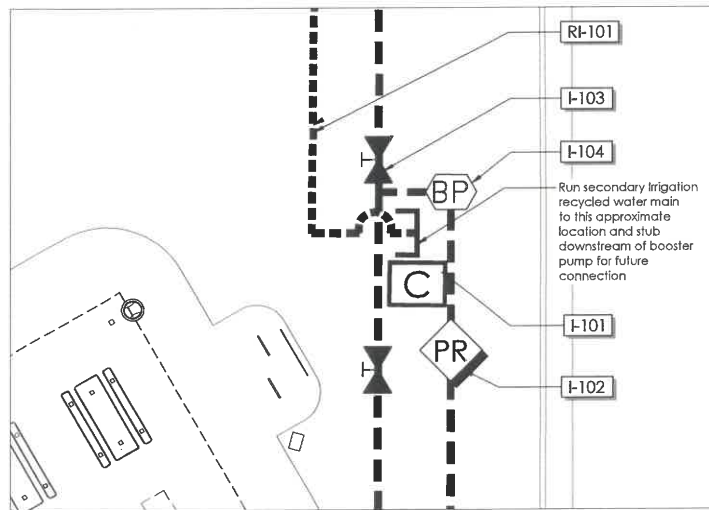 RI-101
I-103
I-104
BP
Run secondary Irrigation
recycled water main
to this approximate
location and stub
downstream of booster
pump for future
connection
C
I-101
PR
I-102